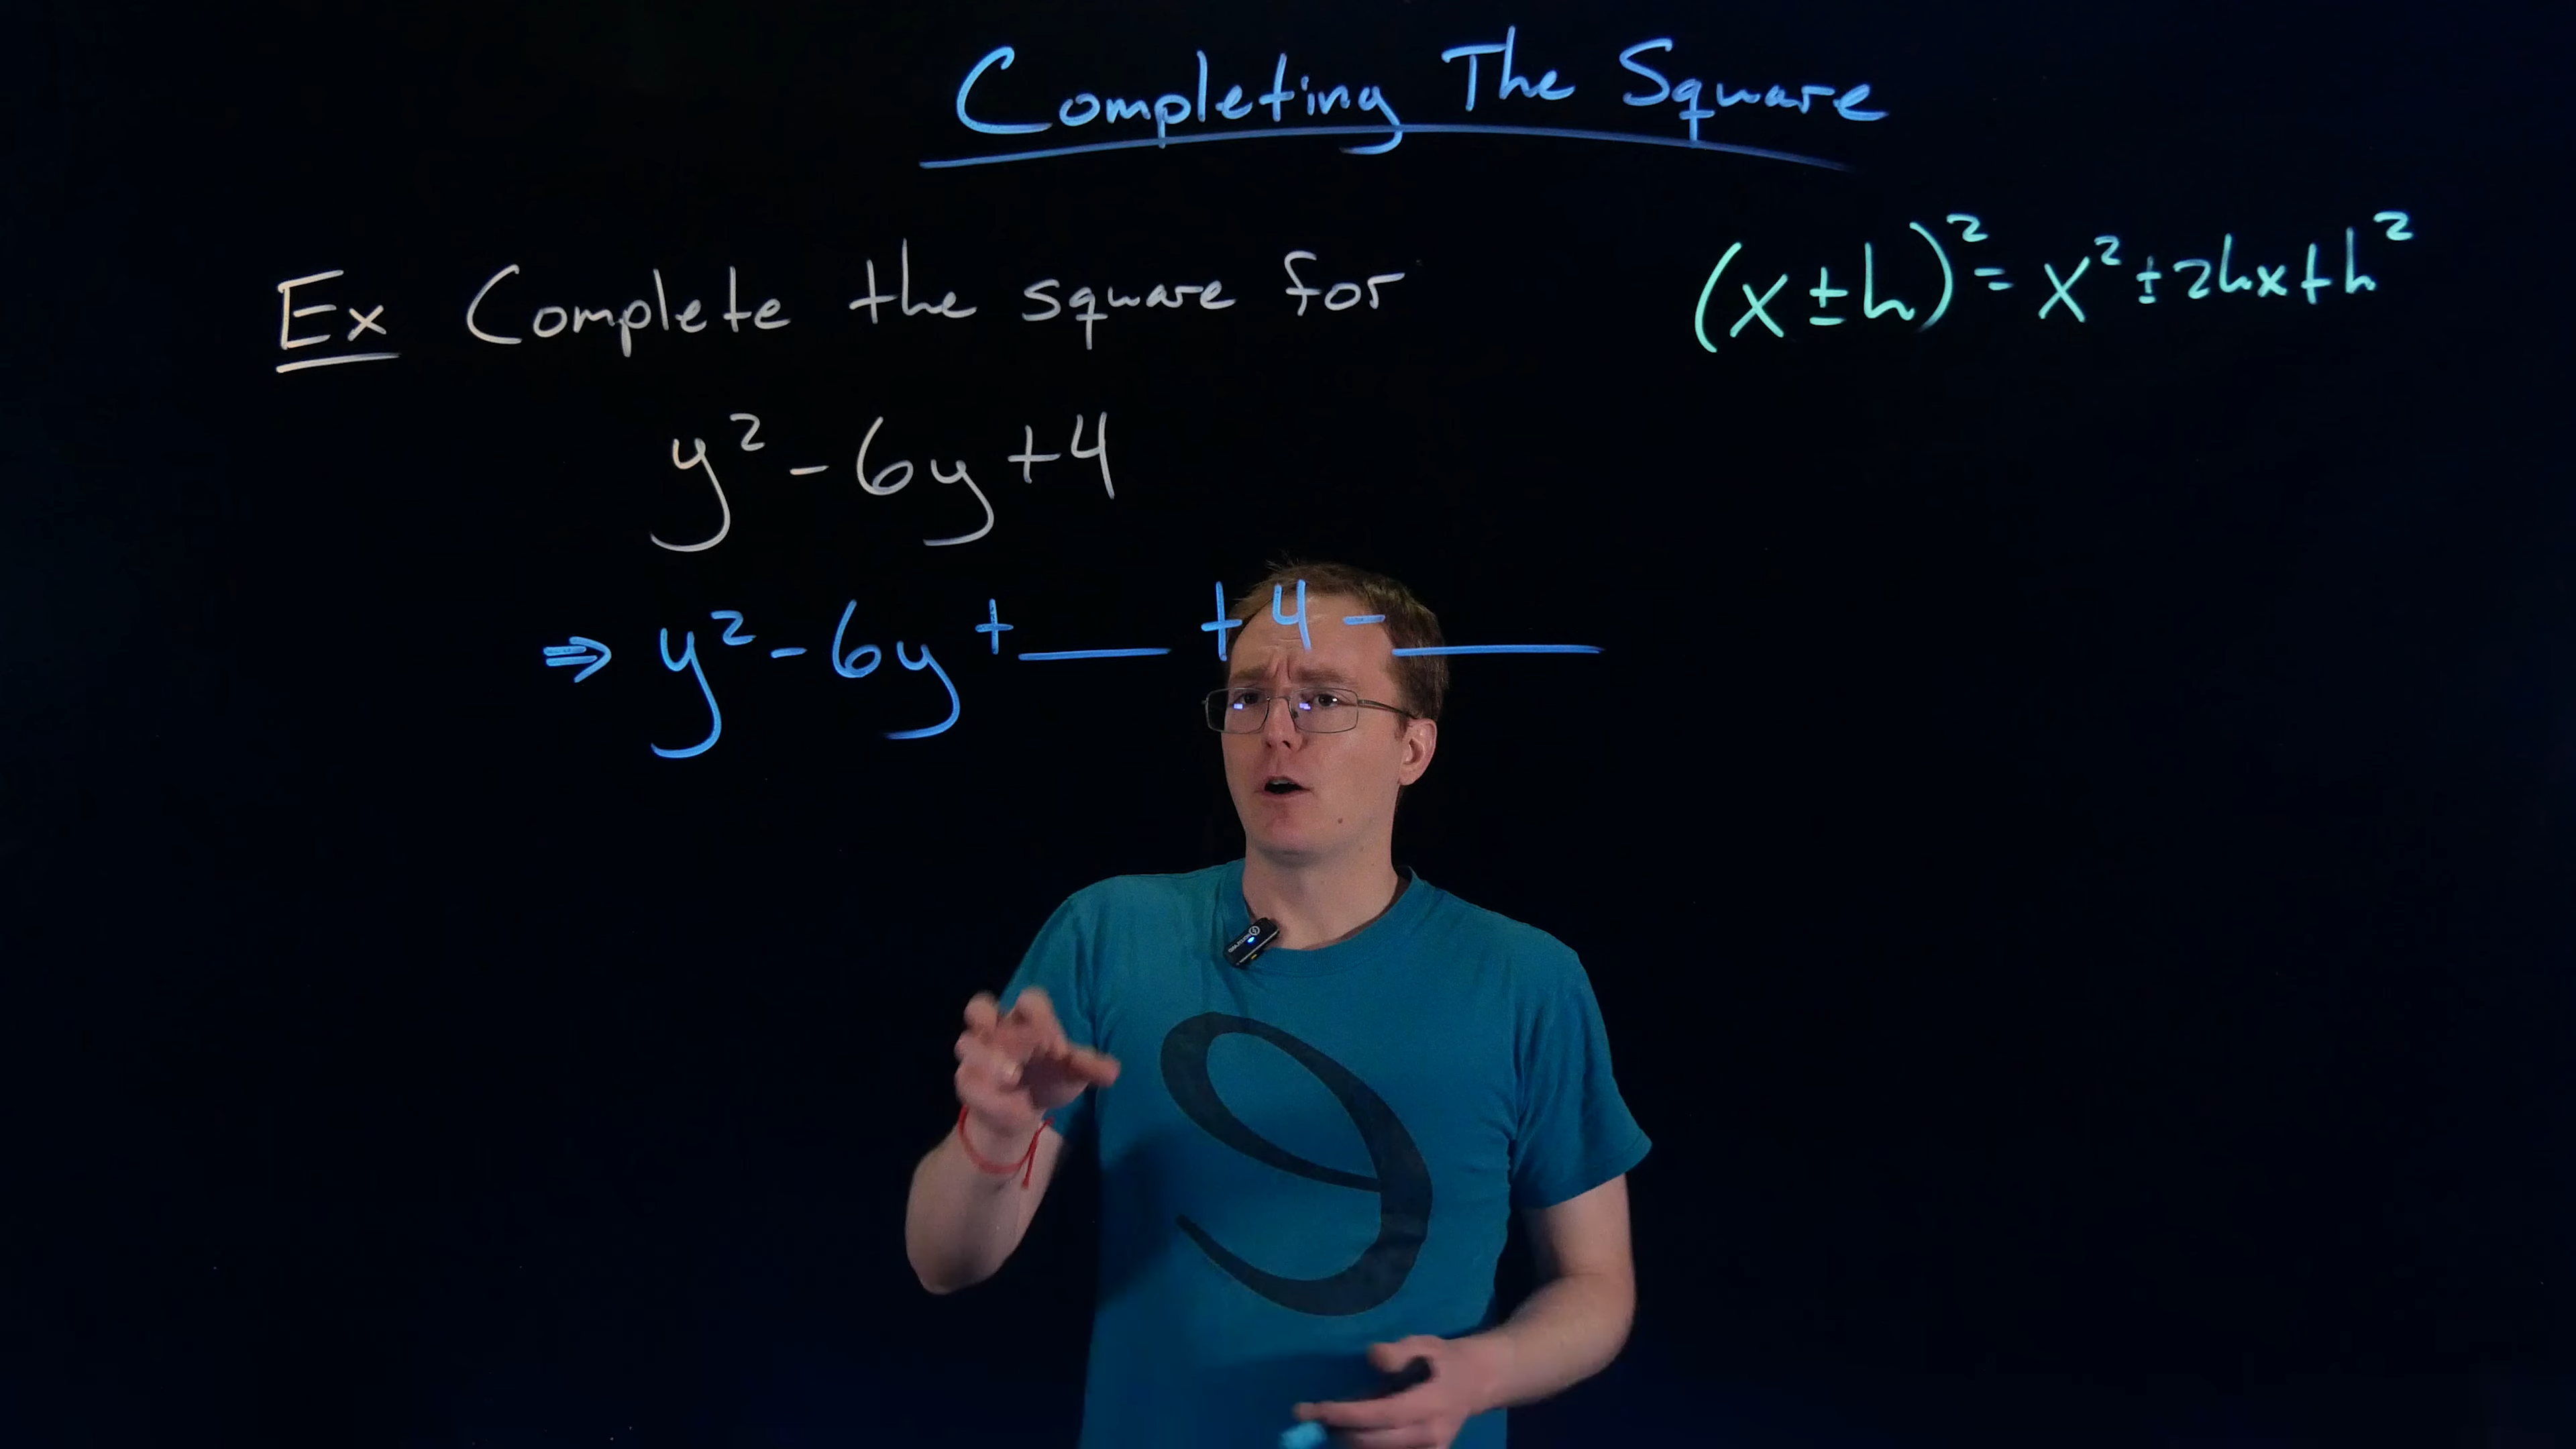 Completing The Square
Ex Complete the square for
(x ± h)² = x² ± 2hx + h²
y² - 6y + 4
⇒ y² - 6y + ___ + 4 - ___